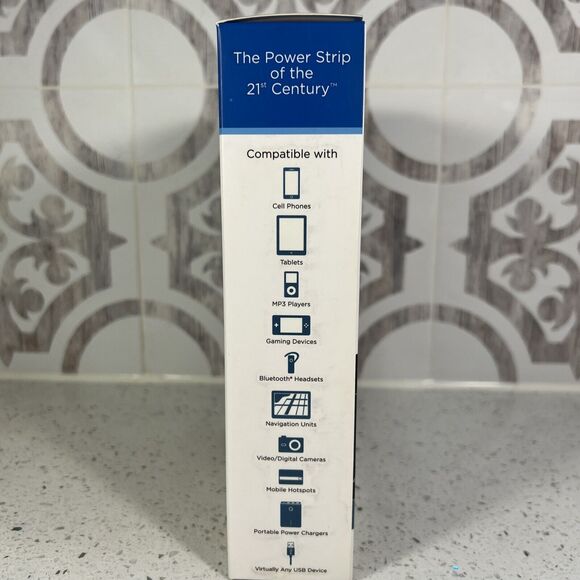 The Power Strip
of the
21st Century™
Compatible with
Cell Phones
Tablets
MP3 Players
Gaming Devices
Bluetooth® Headsets
Navigation Units
Video/Digital Cameras
Mobile Hotspots
Portable Power Chargers
Virtually Any USB Device